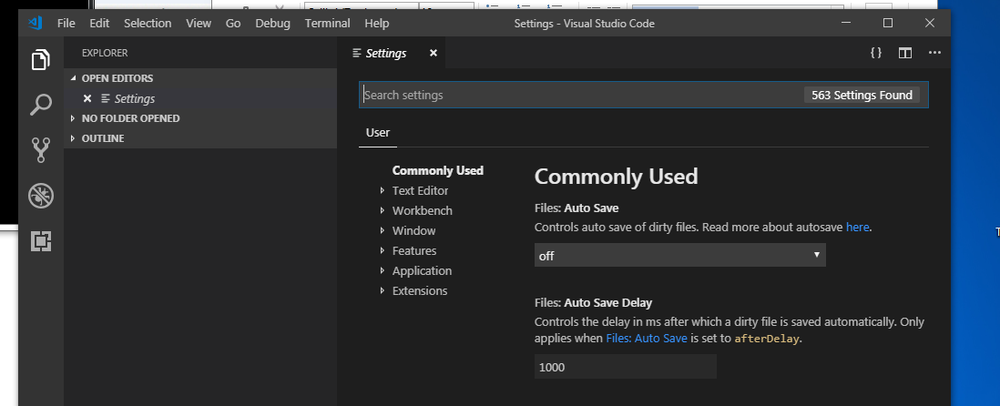 File Edit Selection View Go Debug Terminal Help Settings - Visual Studio Code
EXPLORER
OPEN EDITORS
Settings
NO FOLDER OPENED
OUTLINE
Settings
Search settings 563 Settings Found
User
Commonly Used
Text Editor
Workbench
Window
Features
Application
Extensions
Commonly Used
Files: Auto Save
Controls auto save of dirty files. Read more about autosave here.
off
Files: Auto Save Delay
Controls the delay in ms after which a dirty file is saved automatically. Only
applies when Files: Auto Save is set to afterDelay.
1000